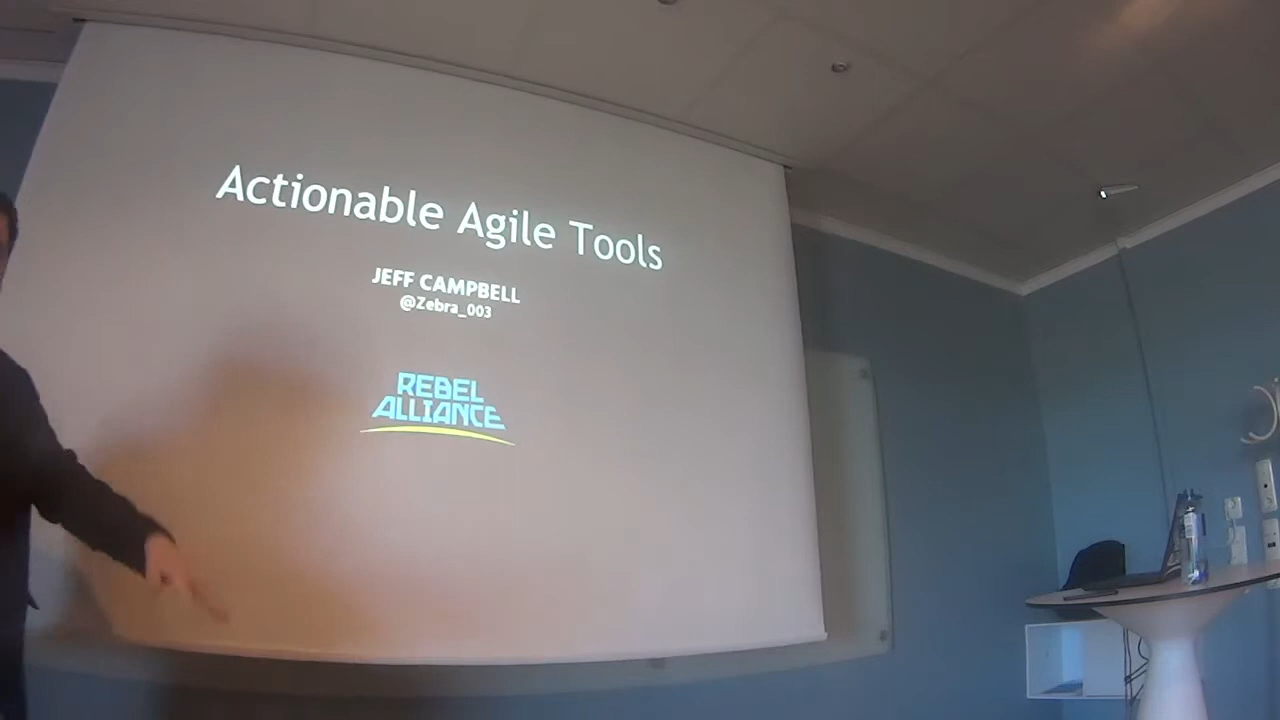 Actionable Agile Tools
JEFF CAMPBELL
@Zebra_003
REBEL
ALLIANCE